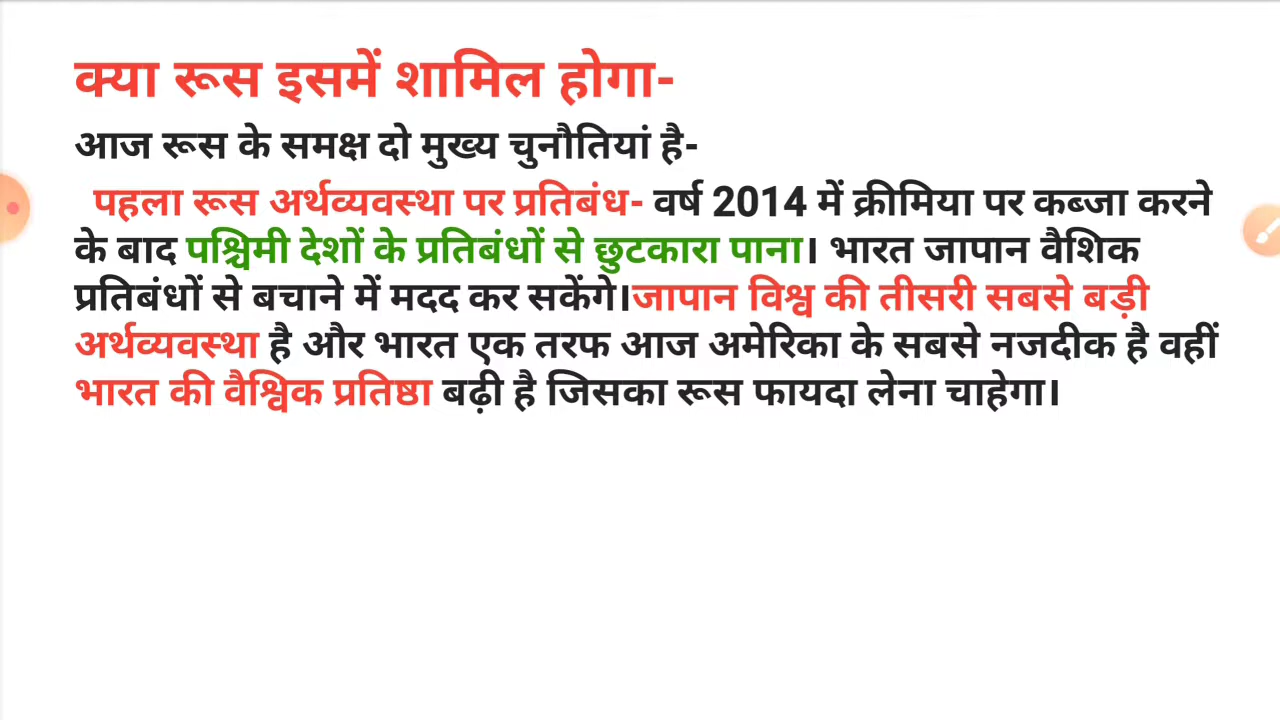 क्या रूस इसमें शामिल होगा-
आज रूस के समक्ष दो मुख्य चुनौतियां है-
पहला रूस अर्थव्यवस्था पर प्रतिबंध- वर्ष 2014 में क्रीमिया पर कब्जा करने
के बाद पश्चिमी देशों के प्रतिबंधों से छुटकारा पाना। भारत जापान वैशिक
प्रतिबंधों से बचाने में मदद कर सकेंगे।जापान विश्व की तीसरी सबसे बड़ी
अर्थव्यवस्था है और भारत एक तरफ आज अमेरिका के सबसे नजदीक है वहीं
भारत की वैश्विक प्रतिष्ठा बढ़ी है जिसका रूस फायदा लेना चाहेगा।